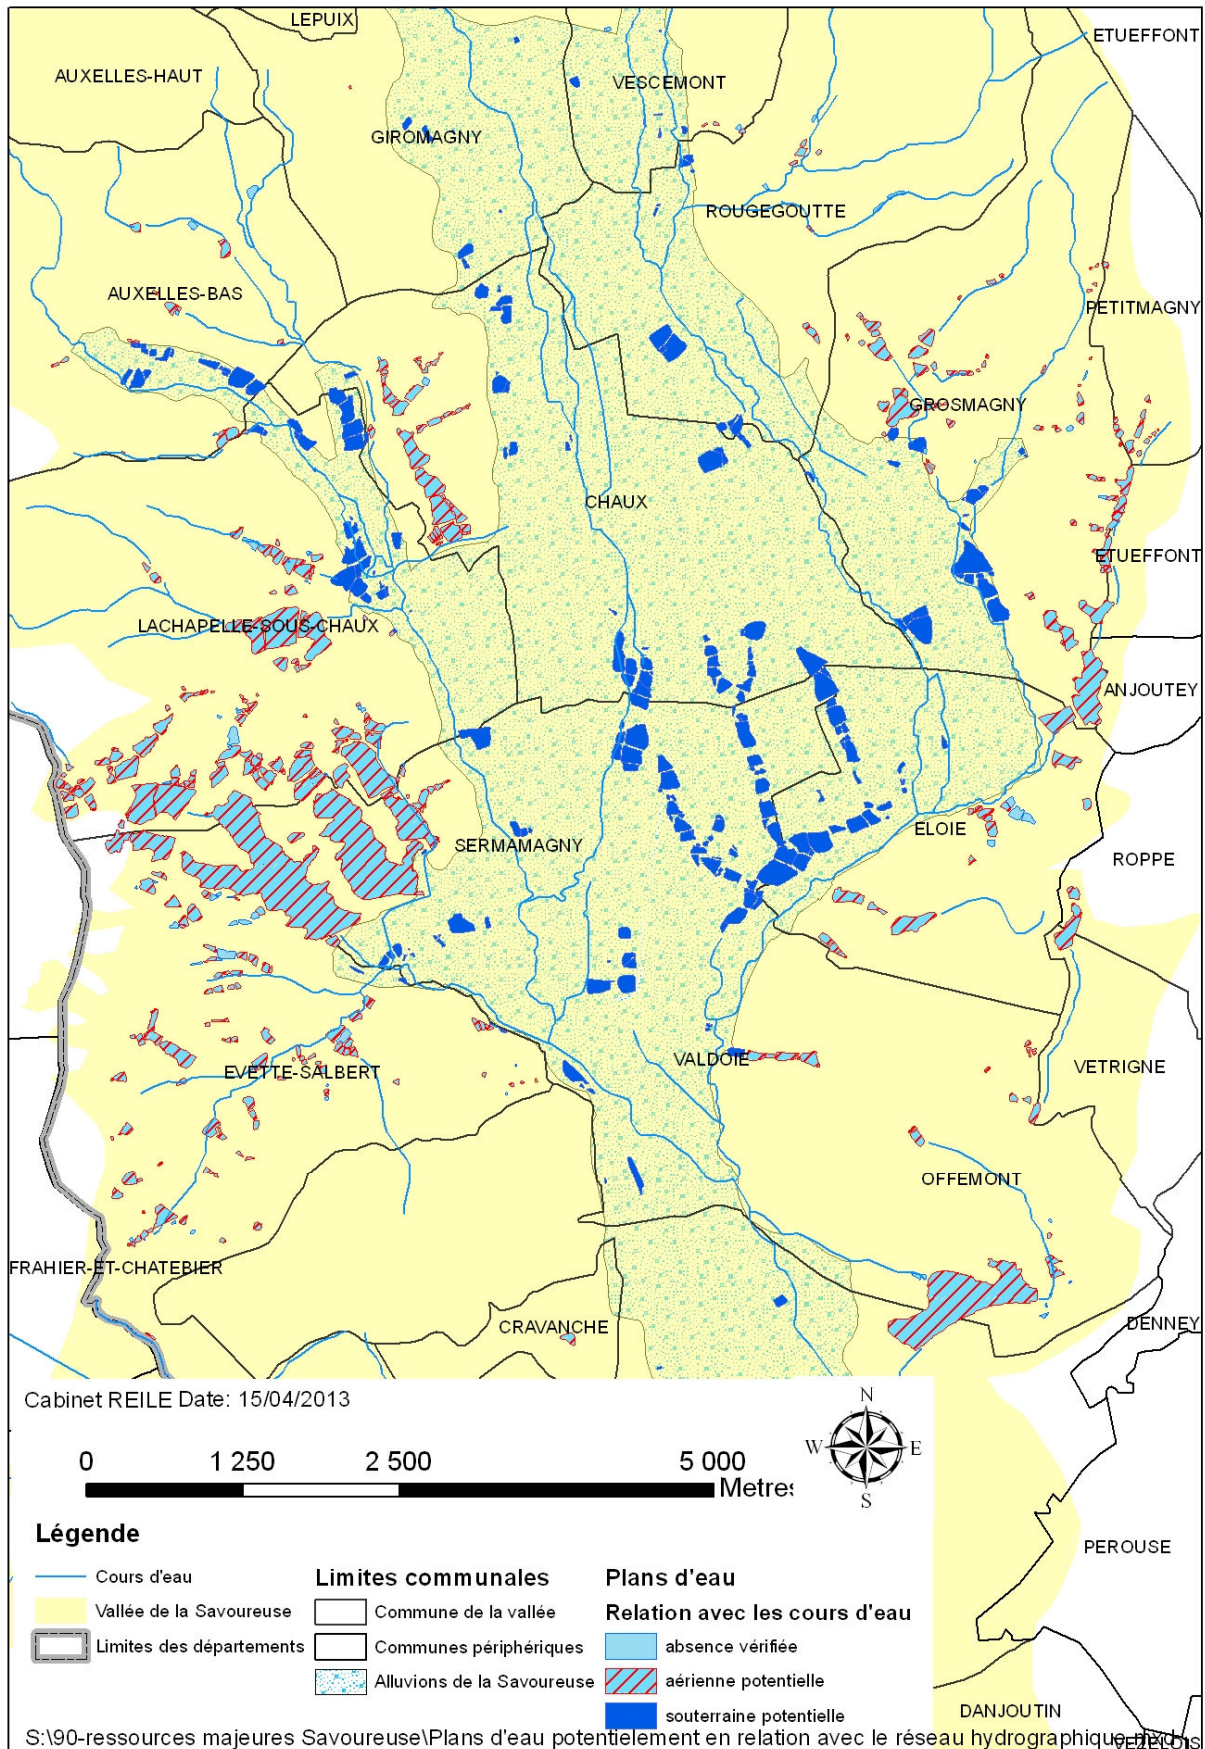 LEPUIX
ETUEFFONT
AUXELLES-HAUT
VESCEMONT
GIROMAGNY
ROUGEGOUTTE
AUXELLES-BAS
PETITMAGNY
GROSMAGNY
CHAUX
ETUEFFONT
LACHAPELLE-SOUS-CHAUX
ANJOUTEY
SERMAMAGNY
ELOIE
ROPPE
VALDOIE
VETRIGNE
EVETTE-SALBERT
OFFEMONT
FRAHIER-ET-CHATEBIER
CRAVANCHE
DENNEY
Cabinet REILE Date: 15/04/2013
N
W E
S
0 1 250 2 500 5 000
Metres
PEROUSE
Légende
Cours d'eau
Vallée de la Savoureuse
Limites des départements
Limites communales
Commune de la vallée
Communes périphériques
Alluvions de la Savoureuse
Plans d'eau
Relation avec les cours d'eau
absence vérifiée
aérienne potentielle
souterraine potentielle
DANJOUTIN
VEZELOIS
S:\90-ressources majeures Savoureuse\Plans d'eau potentielement en relation avec le réseau hydrographique.mxd